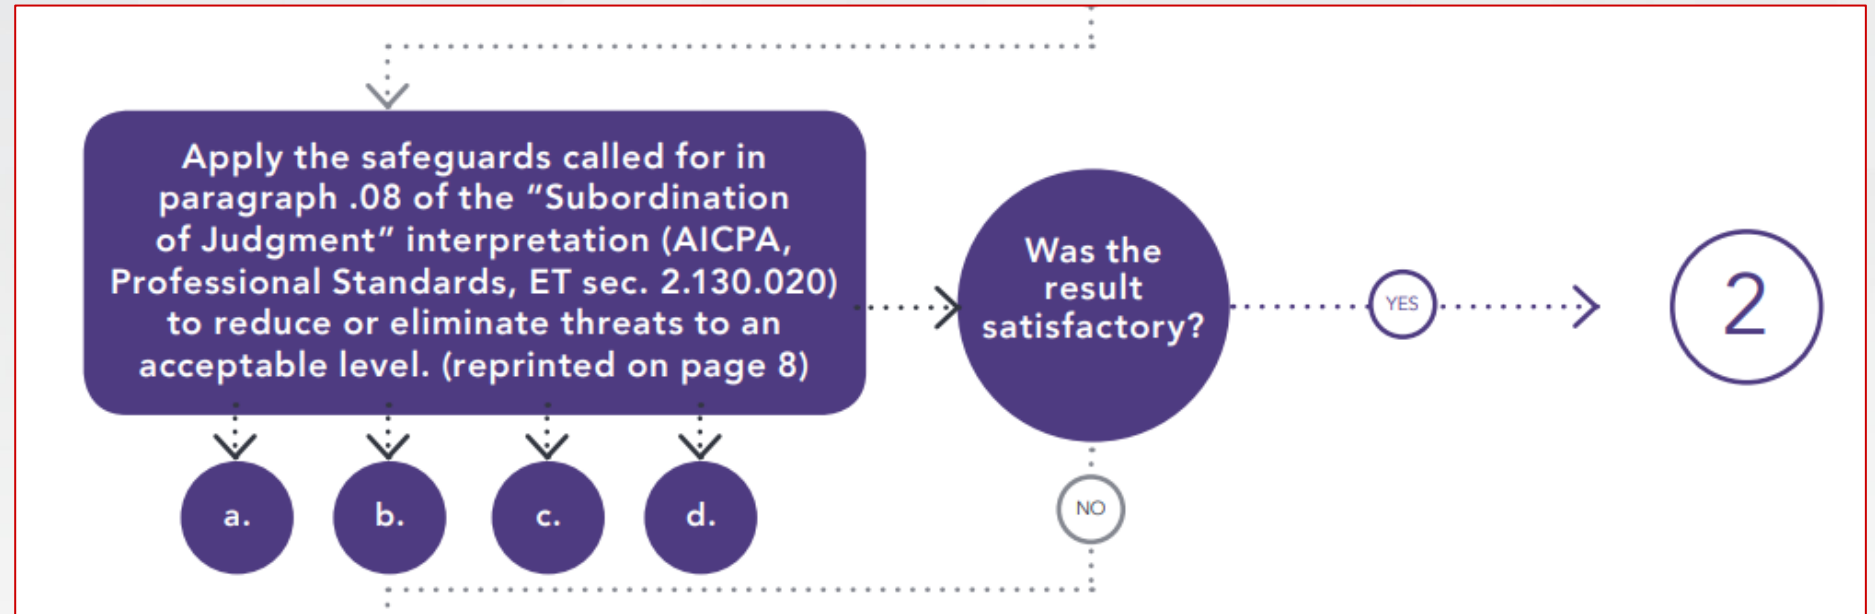 Apply the safeguards called for in
paragraph .08 of the “Subordination
of Judgment” interpretation (AICPA,
Professional Standards, ET sec. 2.130.020)
to reduce or eliminate threats to an
acceptable level. (reprinted on page 8)
Was the
result
satisfactory?
YES
2
a.
b.
c.
d.
NO